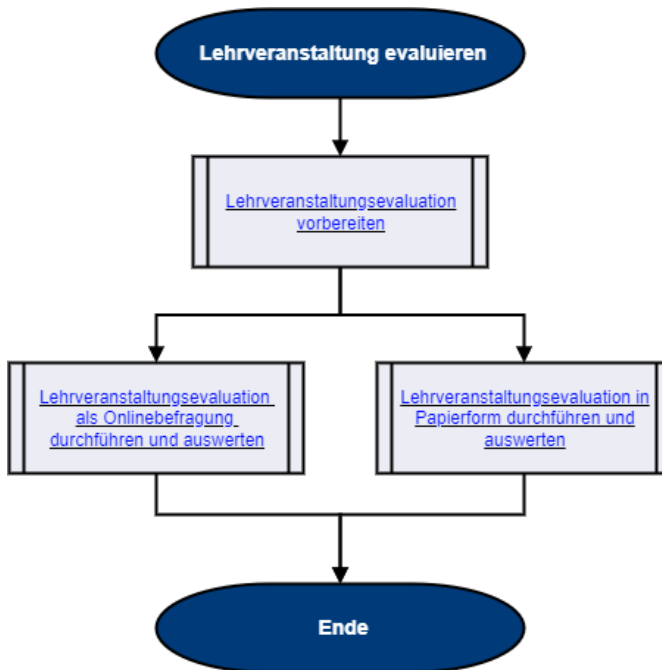 Lehrveranstaltung evaluieren
Lehrveranstaltungsevaluation
vorbereiten
Lehrveranstaltungsevaluation
als Onlinebefragung
durchführen und auswerten
Lehrveranstaltungsevaluation in
Papierform durchführen und
auswerten
Ende